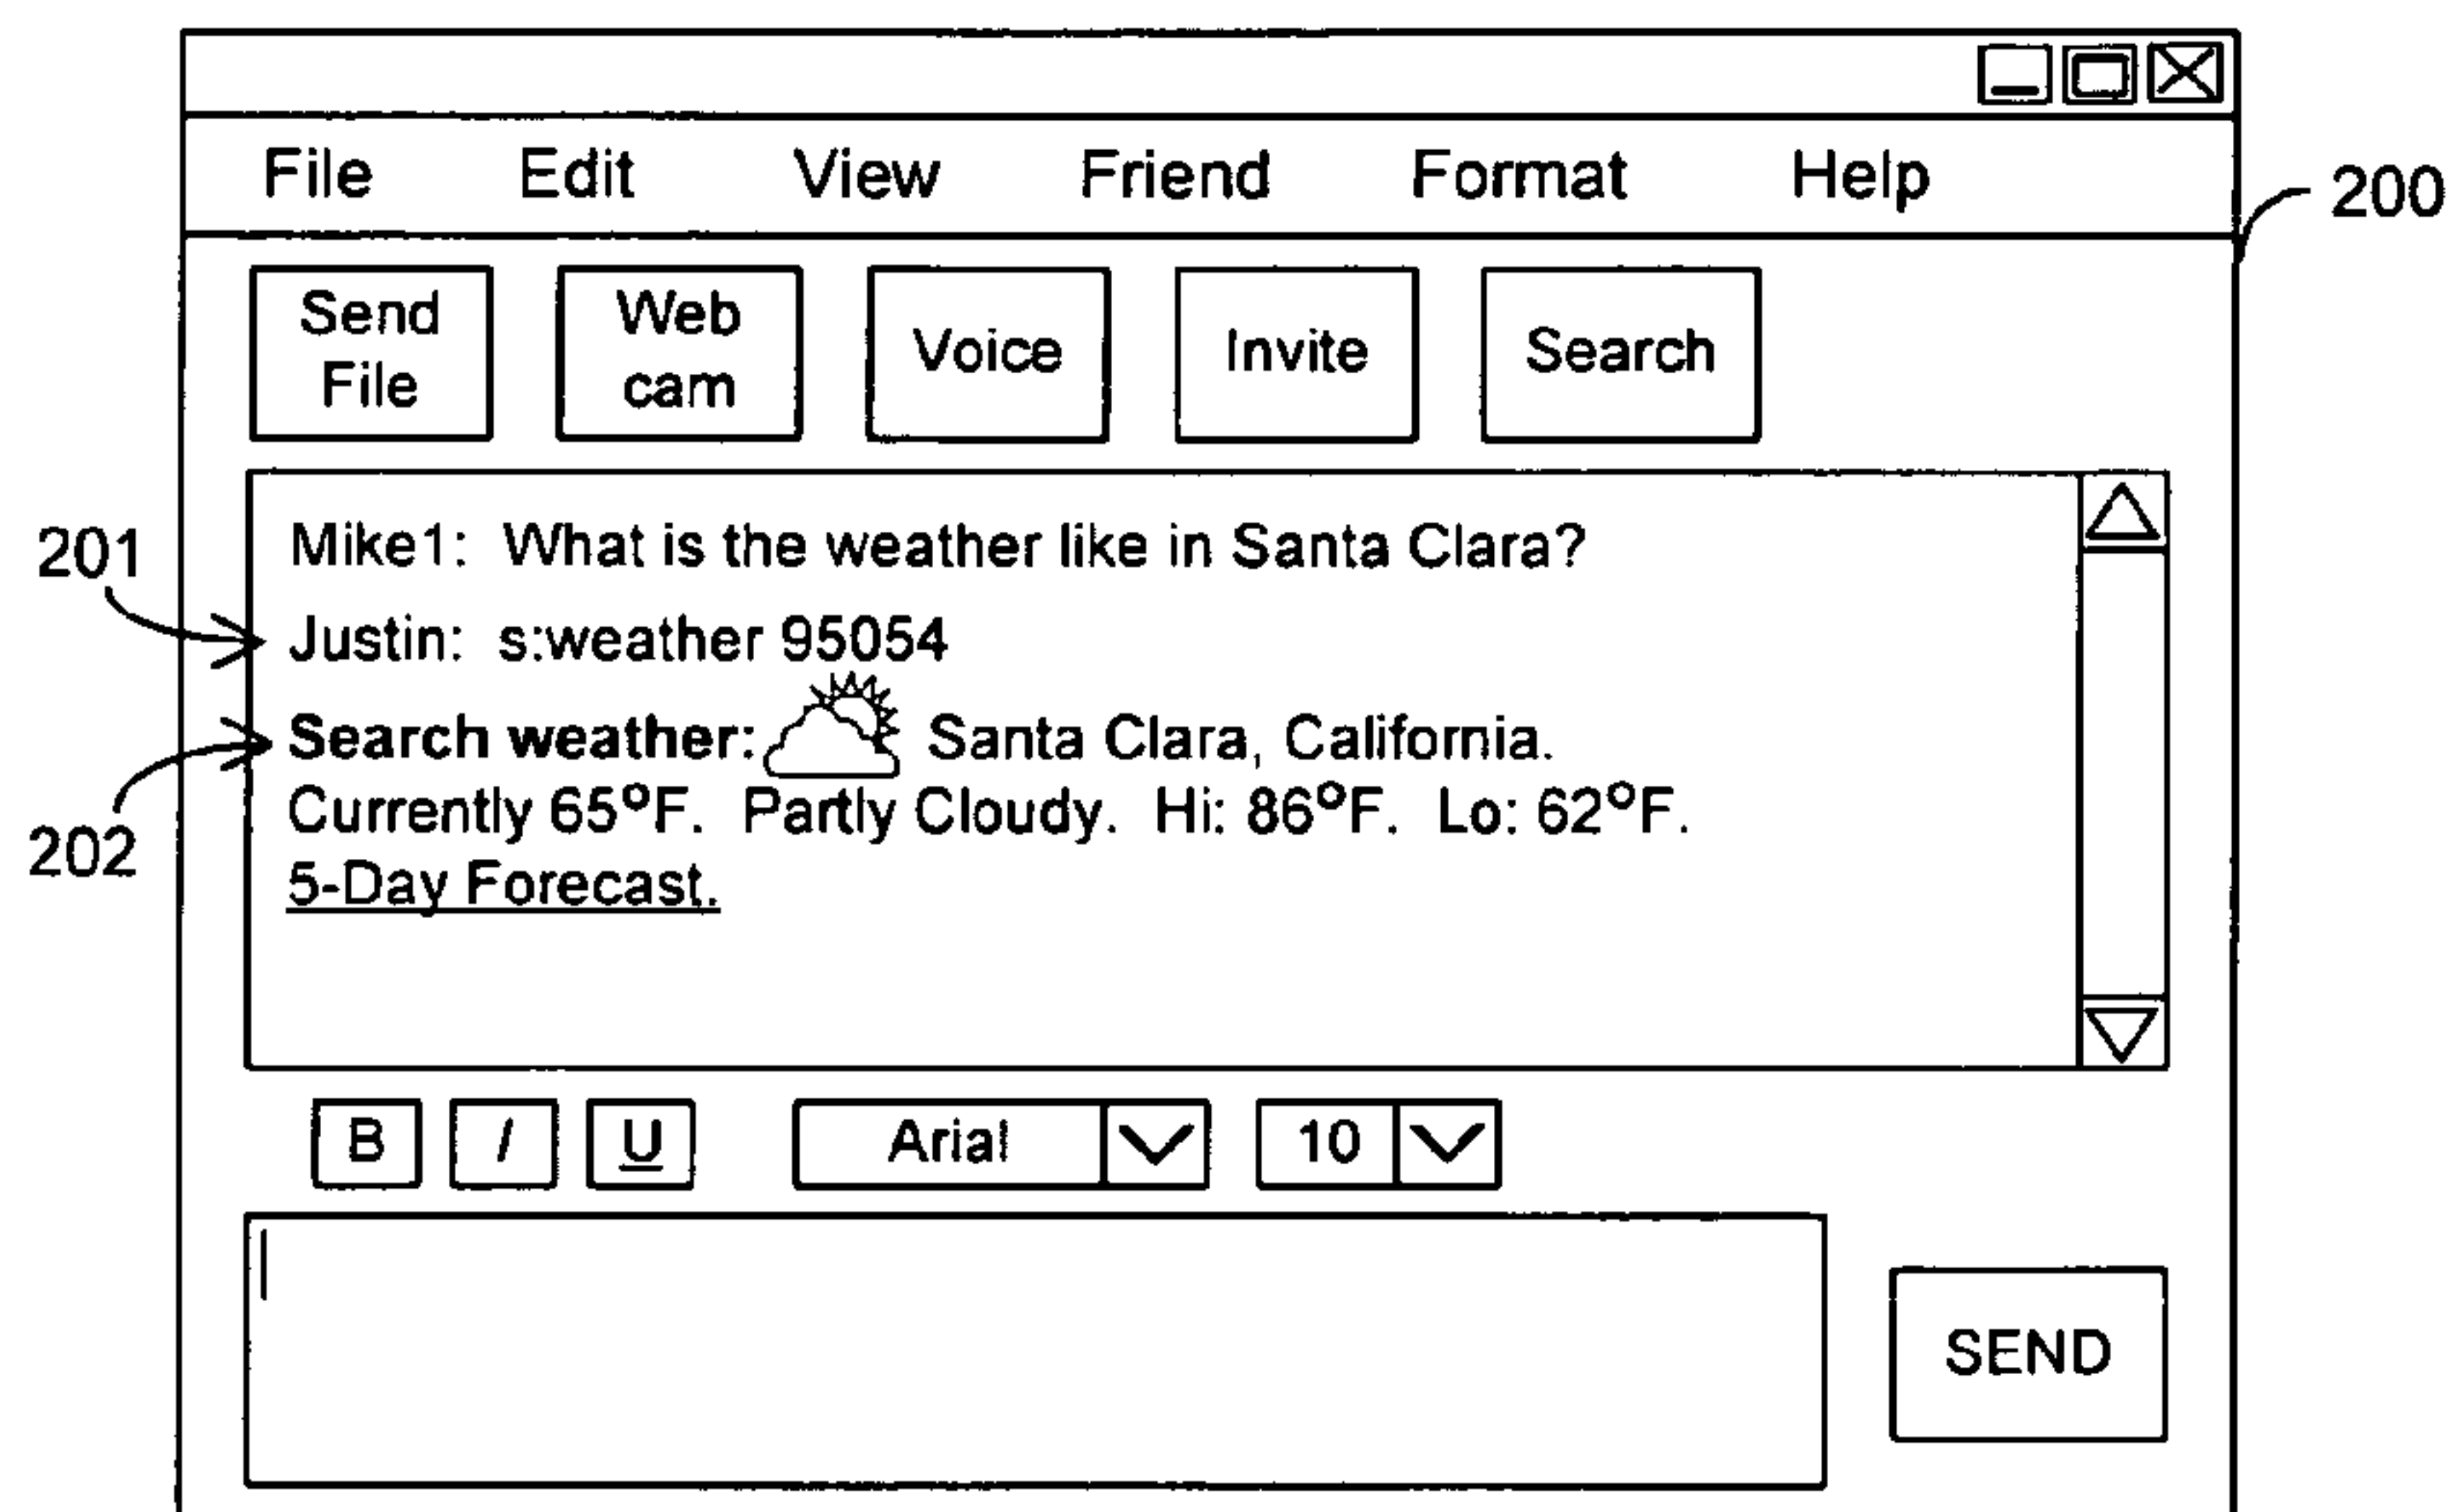 File Edit View Friend Format Help
200
Send
File
Web
cam
Voice
Invite
Search
201
Mike1: What is the weather like in Santa Clara?
Justin: s:weather 95054
202
Search weather: Santa Clara, California.
Currently 65°F. Partly Cloudy. Hi: 86°F. Lo: 62°F.
5-Day Forecast.
B I U Arial 10
SEND